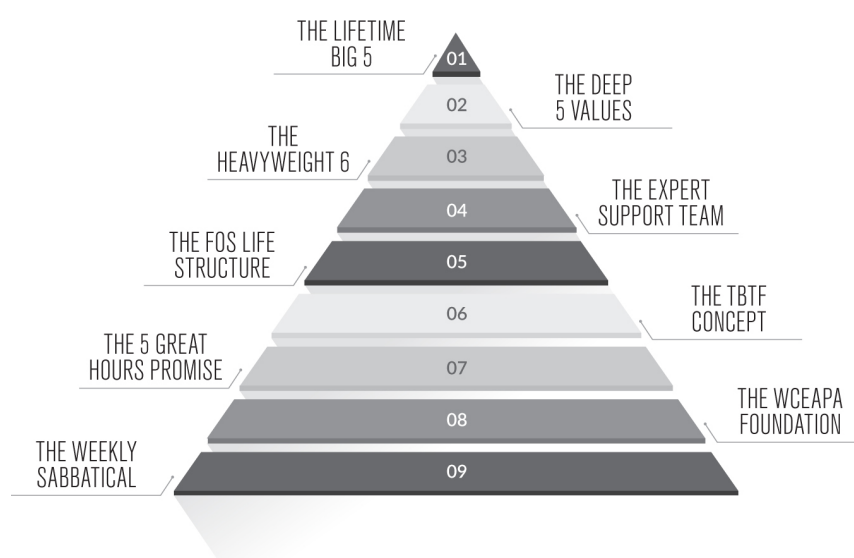 THE LIFETIME
BIG 5
01
THE DEEP
5 VALUES
02
THE
HEAVYWEIGHT 6
03
THE EXPERT
SUPPORT TEAM
04
THE FOS LIFE
STRUCTURE
05
THE TBTF
CONCEPT
06
THE 5 GREAT
HOURS PROMISE
07
THE WCEAPA
FOUNDATION
08
THE WEEKLY
SABBATICAL
09